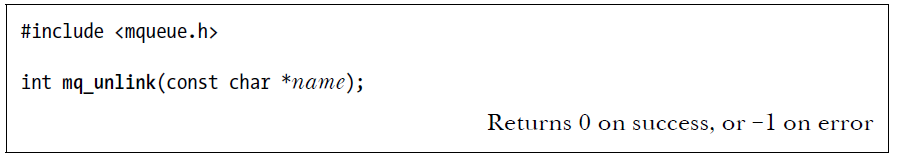 #include <mqueue.h>
int mq_unlink(const char *name);
Returns 0 on success, or –1 on error